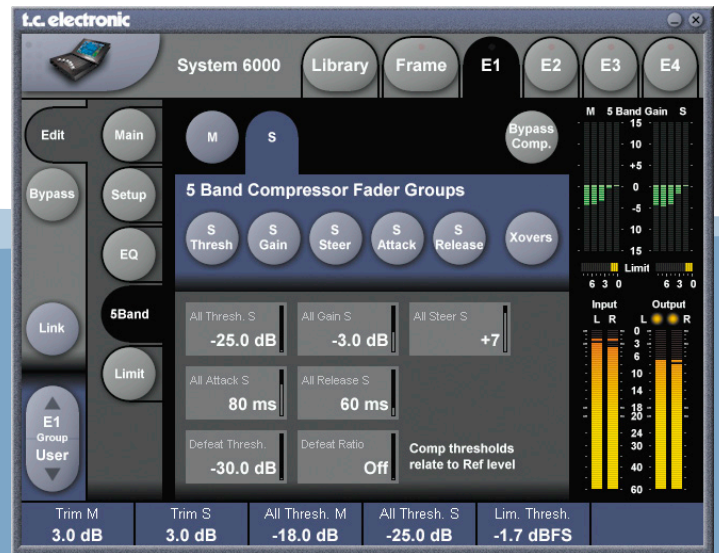 t.c. electronic
System 6000
Library
Frame
E1
E2
E3
E4
Edit
Bypass
Link
E1
Group
User
Main
Setup
EQ
5Band
Limit
M
S
Bypass
Comp.
5 Band Compressor Fader Groups
S
Thresh
S
Gain
S
Steer
S
Attack
S
Release
Xovers
All Thresh. S
-25.0 dB
All Gain S
-3.0 dB
All Steer S
+7
All Attack S
80 ms
All Release S
60 ms
Defeat Thresh.
-30.0 dB
Defeat Ratio
Off
Comp thresholds
relate to Ref level
M 5 Band Gain S
15
10
+5
0
-5
10
15
Limit
6 3 0 6 3 0
Input Output
L R L R
0
3
6
10
14
18
20
24
30
40
60
Trim M
3.0 dB
Trim S
3.0 dB
All Thresh. M
-18.0 dB
All Thresh. S
-25.0 dB
Lim. Thresh.
-1.7 dBFS